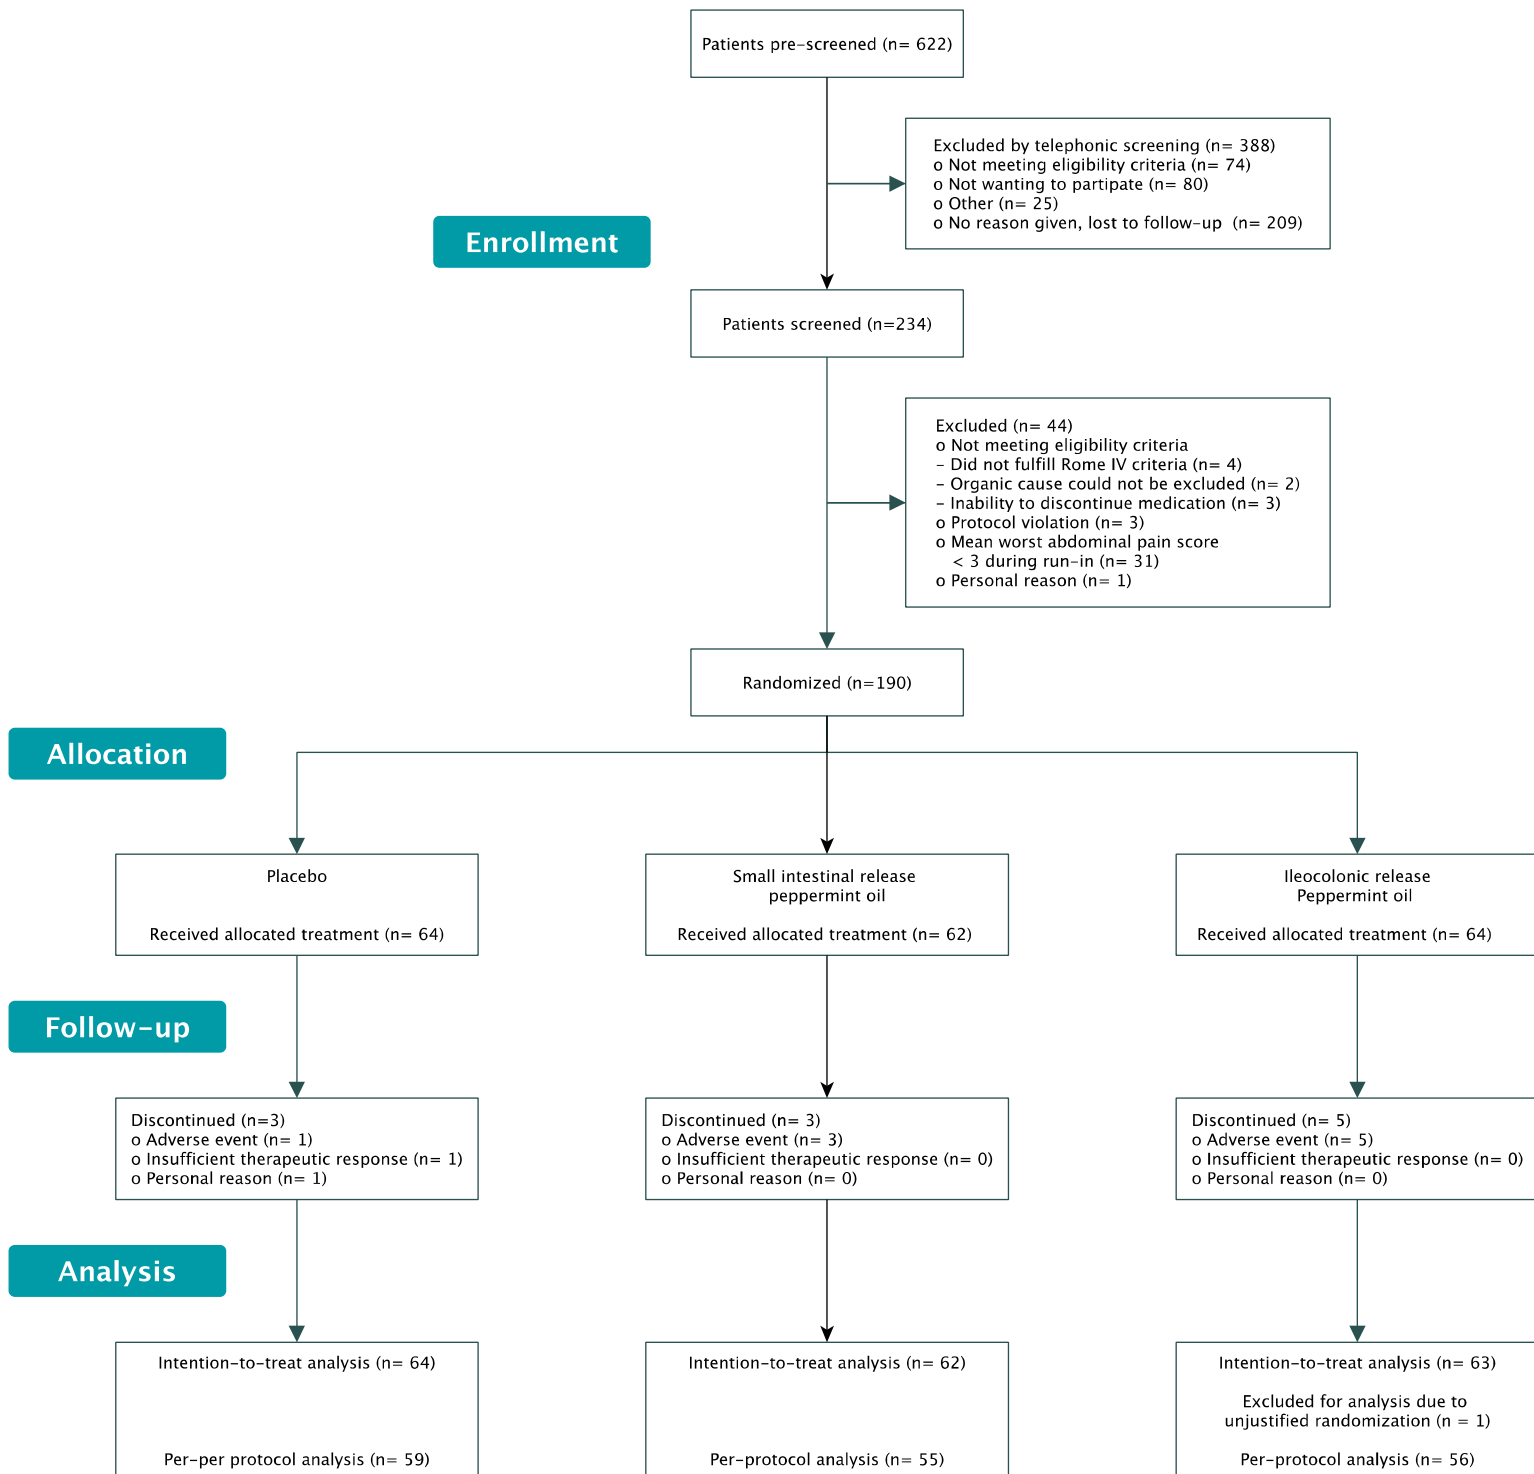 Patients pre-screened (n= 622)
Excluded by telephonic screening (n= 388)
o Not meeting eligibility criteria (n= 74)
o Not wanting to partipate (n= 80)
o Other (n= 25)
o No reason given, lost to follow-up (n= 209)
Enrollment
Patients screened (n=234)
Excluded (n= 44)
o Not meeting eligibility criteria
- Did not fulfill Rome IV criteria (n= 4)
- Organic cause could not be excluded (n= 2)
- Inability to discontinue medication (n= 3)
o Protocol violation (n= 3)
o Mean worst abdominal pain score
< 3 during run-in (n= 31)
o Personal reason (n= 1)
Randomized (n=190)
Allocation
Placebo
Received allocated treatment (n= 64)
Small intestinal release
peppermint oil
Received allocated treatment (n= 62)
Ileocolonic release
Peppermint oil
Received allocated treatment (n= 64)
Follow-up
Discontinued (n=3)
o Adverse event (n= 1)
o Insufficient therapeutic response (n= 1)
o Personal reason (n= 1)
Discontinued (n= 3)
o Adverse event (n= 3)
o Insufficient therapeutic response (n= 0)
o Personal reason (n= 0)
Discontinued (n= 5)
o Adverse event (n= 5)
o Insufficient therapeutic response (n= 0)
o Personal reason (n= 0)
Analysis
Intention-to-treat analysis (n= 64)
Per-per protocol analysis (n= 59)
Intention-to-treat analysis (n= 62)
Per-protocol analysis (n= 55)
Intention-to-treat analysis (n= 63)
Excluded for analysis due to
unjustified randomization (n = 1)
Per-protocol analysis (n= 56)